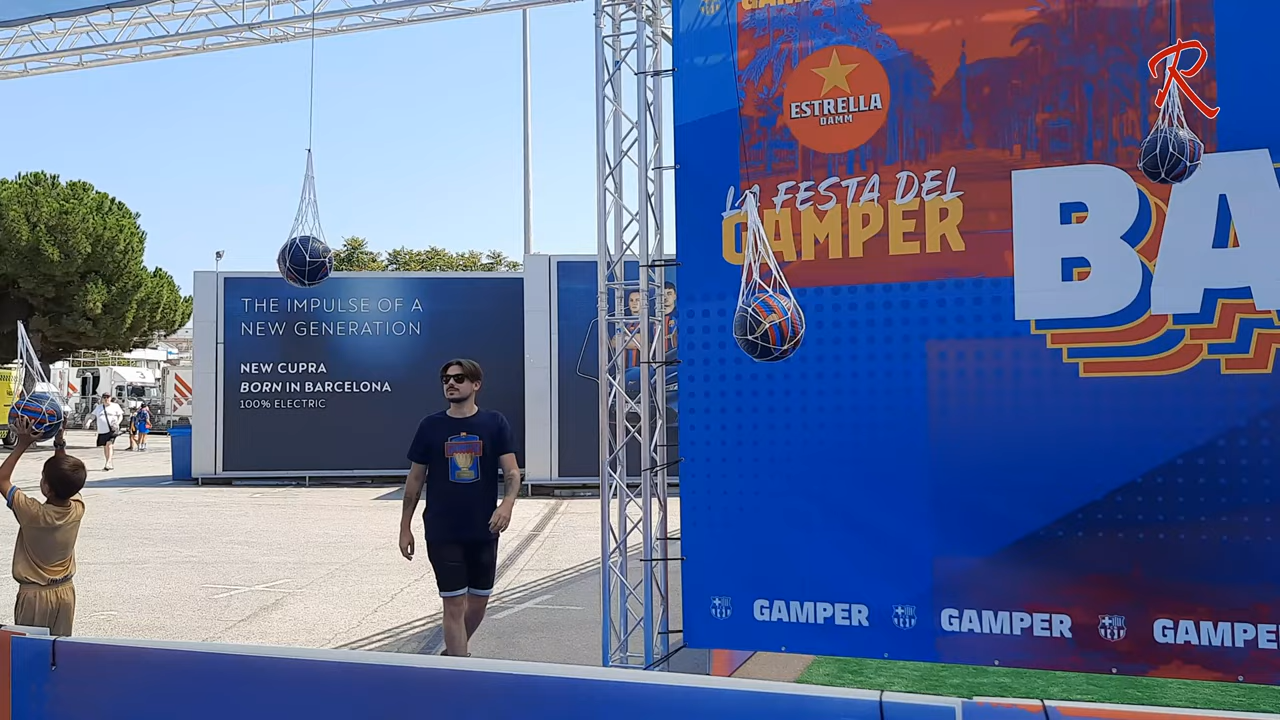 THE IMPULSE OF A
NEW GENERATION
NEW CUPRA
BORN IN BARCELONA
100% ELECTRIC
ESTRELLA
DAMM
LA FESTA DEL
GAMPER
BA
R
GAMPER
GAMPER
GAMPE